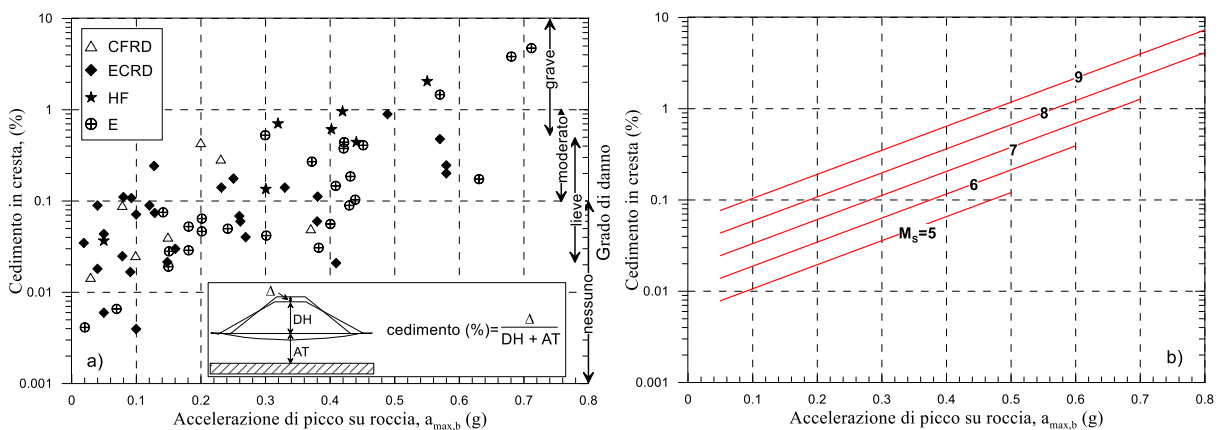 10
1
0.1
0.01
0.001
Cedimento in cresta, (%)
CFRD
ECRD
HF
E
a)
Δ
DH
AT
cedimento (%)=Δ
DH + AT
0 0.1 0.2 0.3 0.4 0.5 0.6 0.7 0.8
Accelerazione di picco su roccia, amax,b (g)
grave
moderato
lieve
nessuno
Grado di danno
10
1
0.1
0.01
0.001
Cedimento in cresta (%)
9
8
7
6
MS=5
b)
0 0.1 0.2 0.3 0.4 0.5 0.6 0.7 0.8
Accelerazione di picco su roccia, amax,b (g)